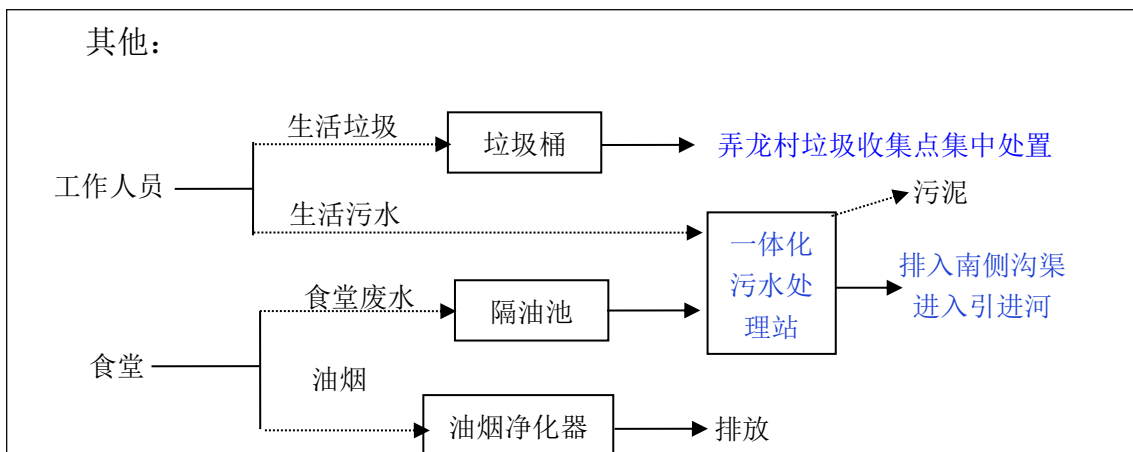 其他：
生活垃圾
垃圾桶
弄龙村垃圾收集点集中处置
工作人员
污泥
生活污水
一体化
污水处
理站
排入南侧沟渠
进入引进河
食堂废水
隔油池
食堂
油烟
油烟净化器
排放